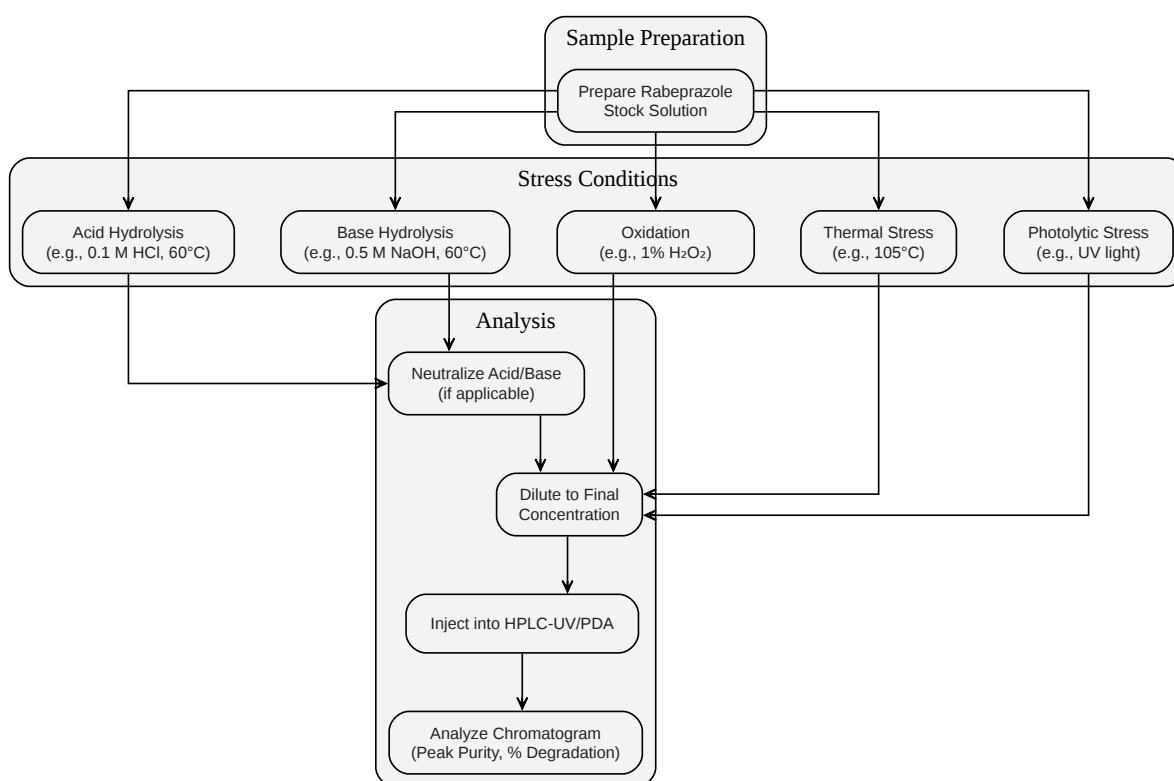 Sample Preparation
Prepare Rabeprazole
Stock Solution
Stress Conditions
Acid Hydrolysis
(e.g., 0.1 M HCl, 60°C)
Base Hydrolysis
(e.g., 0.5 M NaOH, 60°C)
Oxidation
(e.g., 1% H₂O₂)
Thermal Stress
(e.g., 105°C)
Photolytic Stress
(e.g., UV light)
Analysis
Neutralize Acid/Base
(if applicable)
Dilute to Final
Concentration
Inject into HPLC-UV/PDA
Analyze Chromatogram
(Peak Purity, % Degradation)